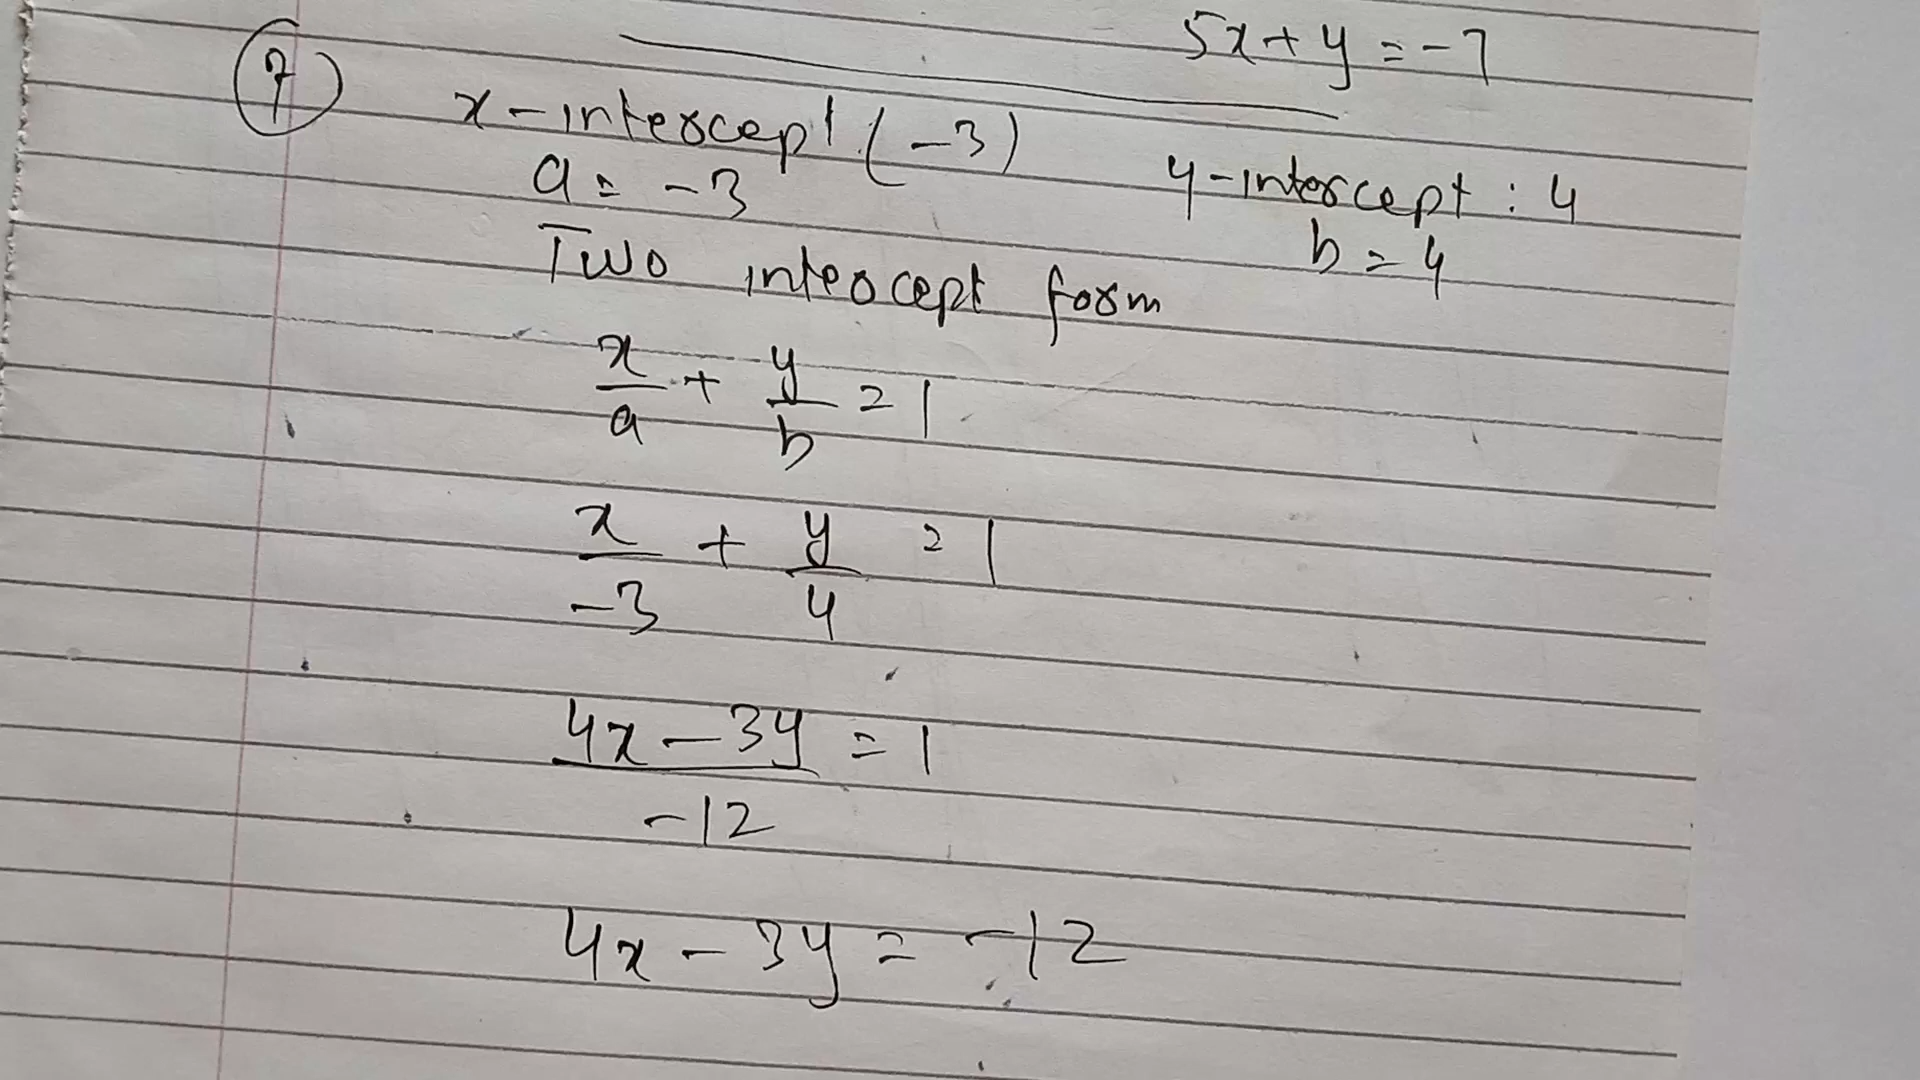 5x + y = -7
7
x-intercept (-3)
y-intercept : 4
a = -3
b = 4
Two intercept form
x/a + y/b = 1
x/-3 + y/4 = 1
4x - 3y / -12 = 1
4x - 3y = -12